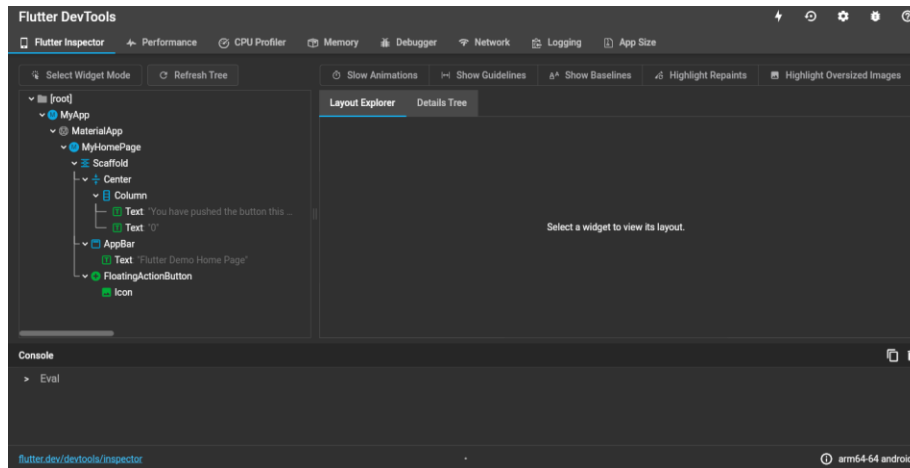 Flutter DevTools
Flutter Inspector Performance CPU Profiler Memory Debugger Network Logging App Size
Select Widget Mode Refresh Tree
Slow Animations Show Guidelines Show Baselines Highlight Repaints Highlight Oversized Images
[root]
MyApp
MaterialApp
MyHomePage
Scaffold
Center
Column
Text "You have pushed the button this ...
Text "0"
AppBar
Text "Flutter Demo Home Page"
FloatingActionButton
Icon
Layout Explorer Details Tree
Select a widget to view its layout.
Console
> Eval
flutter.dev/devtools/inspector
arm64-64 android